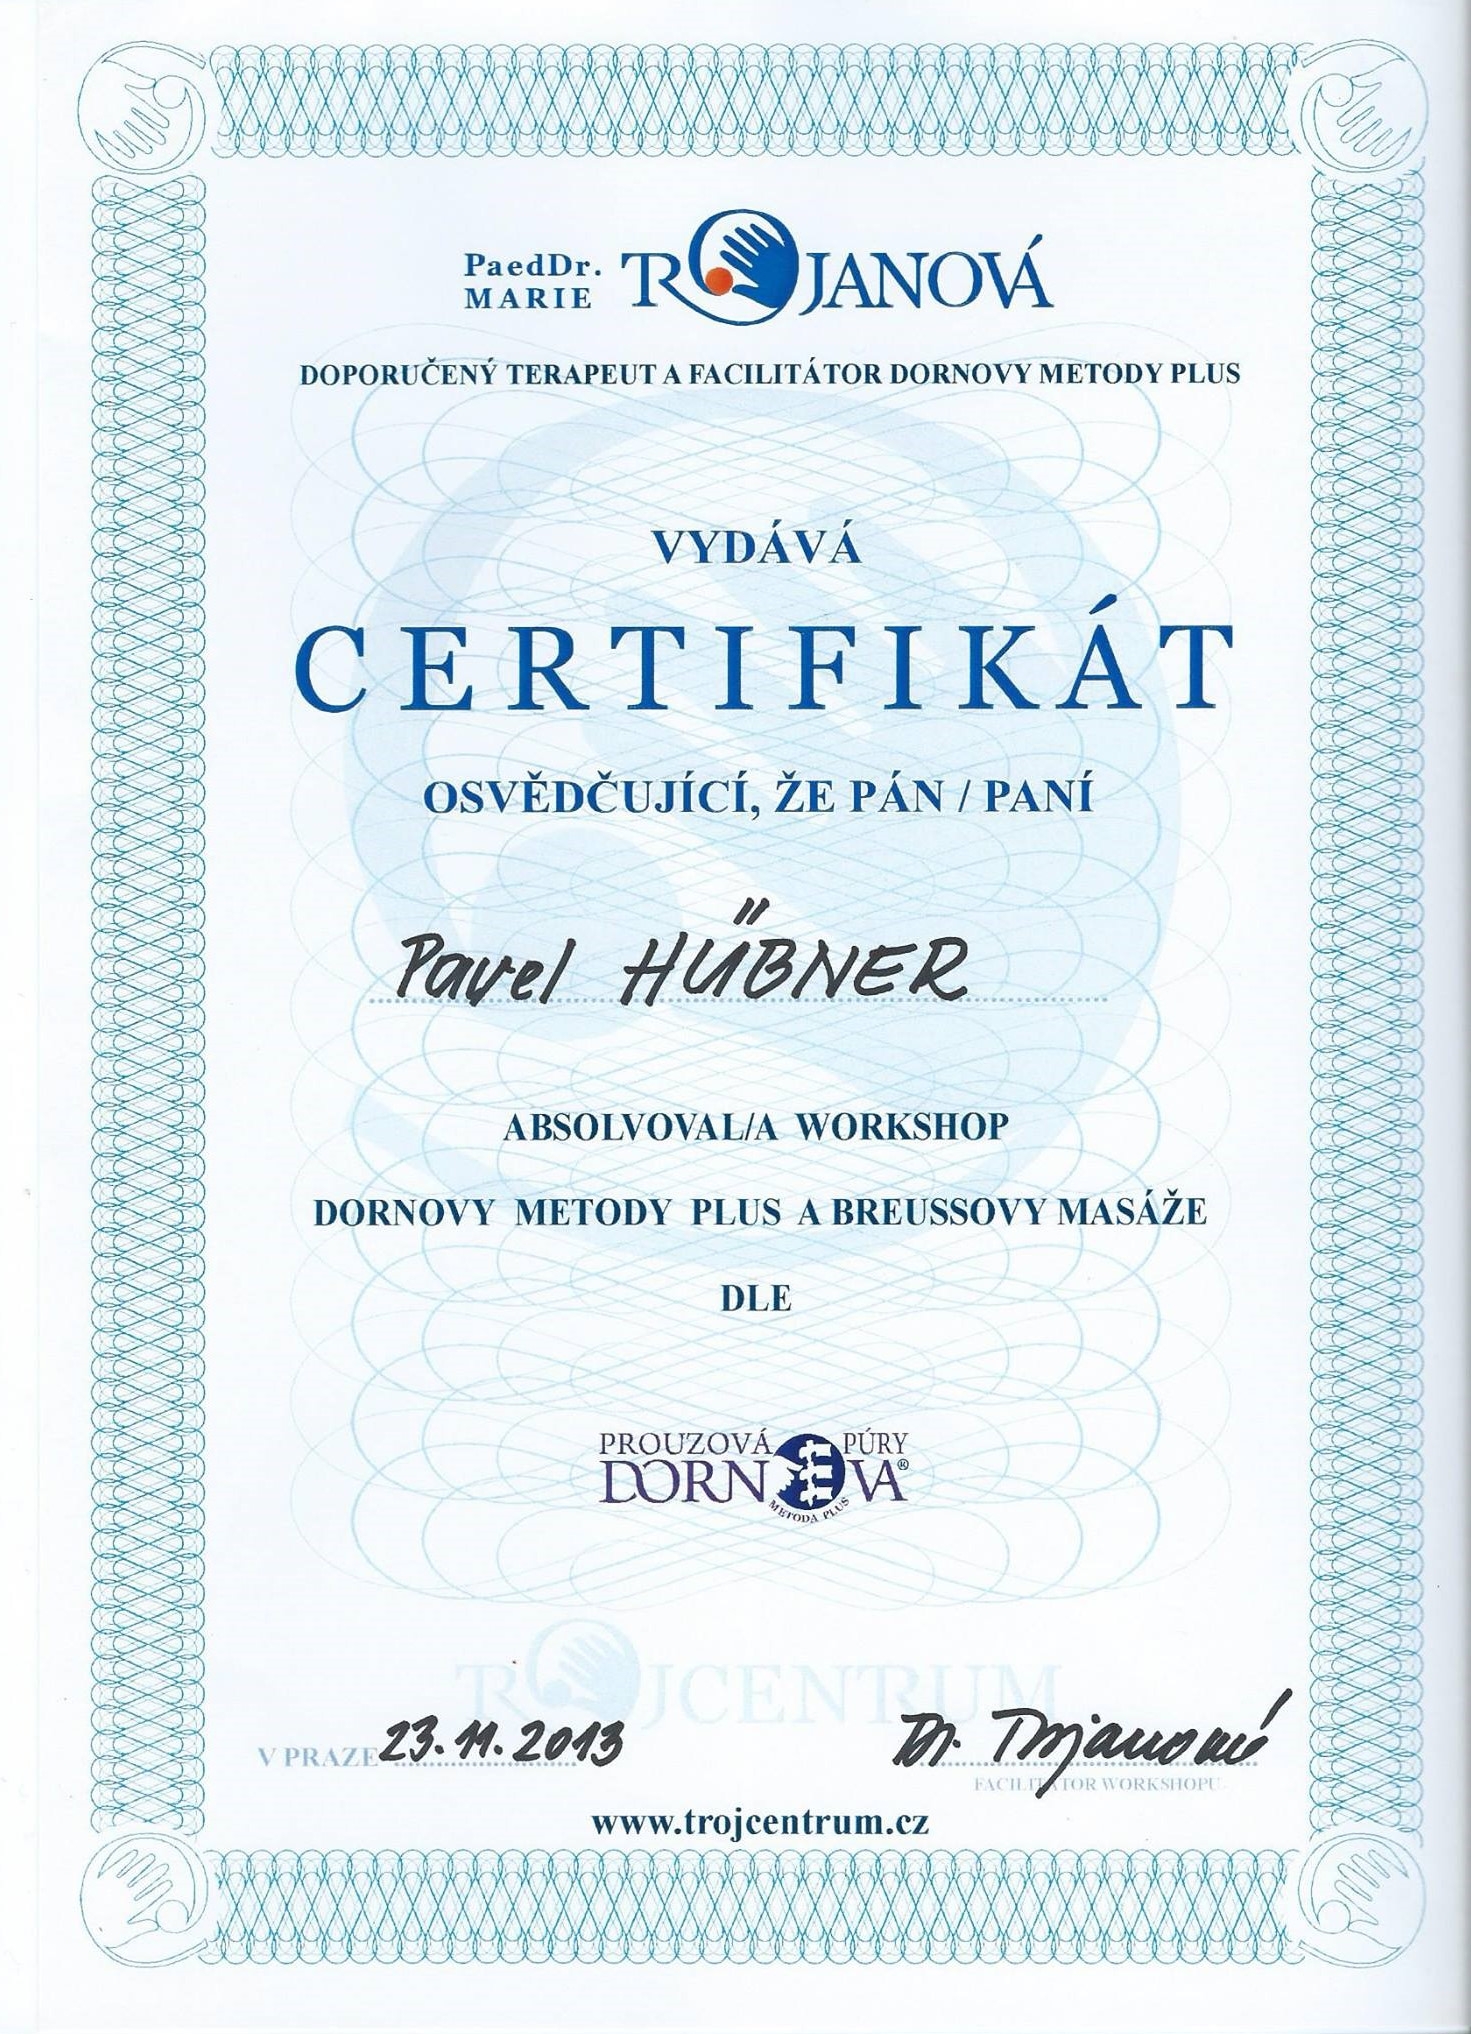 PaedDr. MARIE TROJANOVÁ
DOPORUČENÝ TERAPEUT A FACILITÁTOR DORNOVY METODY PLUS
VYDÁVÁ
CERTIFIKÁT
OSVĚDČUJÍCÍ, ŽE PÁN / PANÍ
Pavel HÜBNER
ABSOLVOVAL/A WORKSHOP
DORNOVY METODY PLUS A BREUSSOVY MASÁŽE
DLE
PROUZOVÁ PÚRY
DORNOVA®
METODA PLUS
TROJCENTRUM
V PRAZE 23.11.2013
Tr. Trojanová
FACILITÁTOR WORKSHOPU
www.trojcentrum.cz